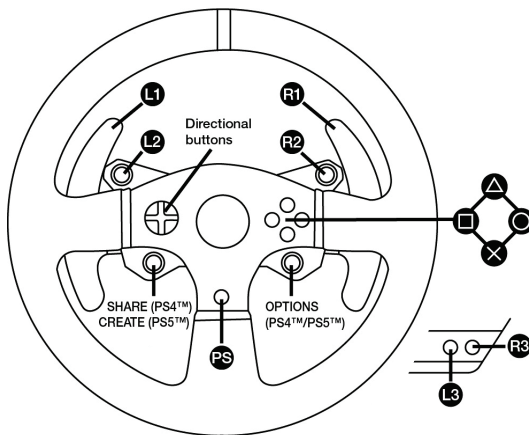 L1
R1
Directional
buttons
L2
R2
SHARE (PS4™)
CREATE (PS5™)
OPTIONS
(PS4™/PS5™)
PS
R3
L3